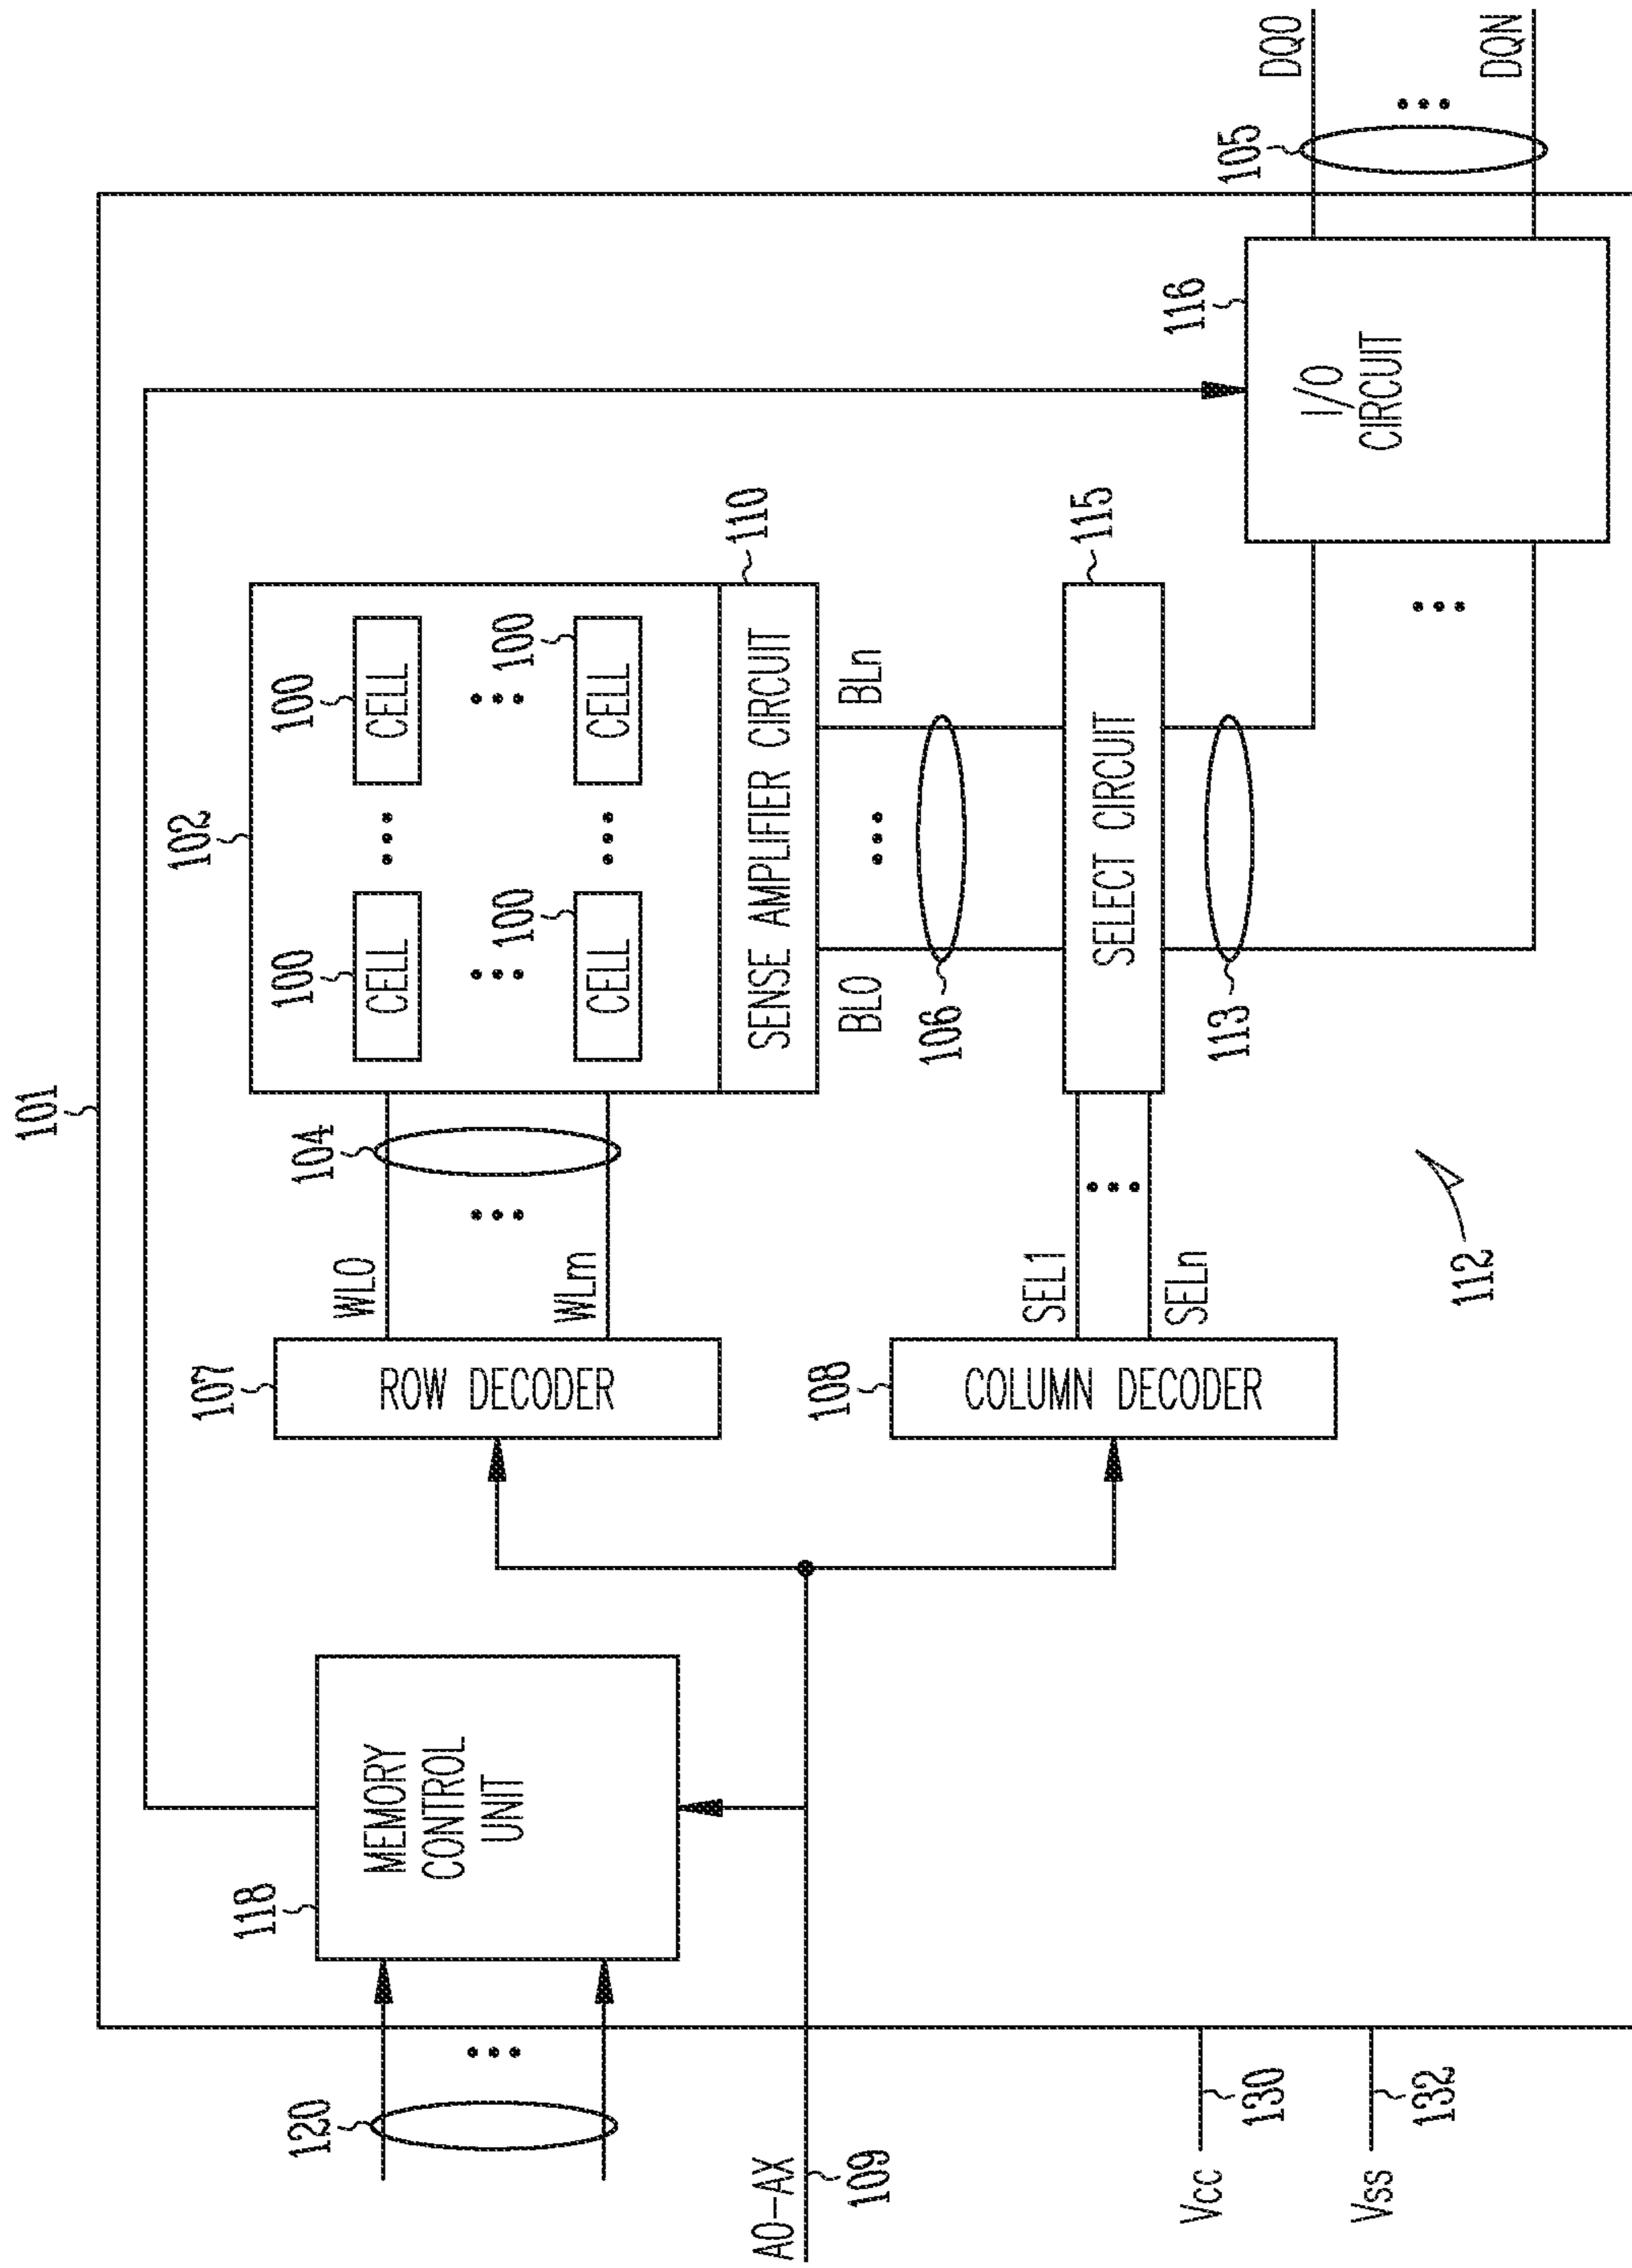 101
102
100
CELL
100
CELL
100
CELL
100
CELL
SENSE AMPLIFIER CIRCUIT
110
104
WL0
WLm
107
ROW DECODER
118
MEMORY
CONTROL
UNIT
120
A0-AX
109
BL0
BLn
106
108
COLUMN DECODER
SEL1
SELn
SELECT CIRCUIT
115
113
116
I/O
CIRCUIT
105
DQ0
DQN
112
Vcc
130
Vss
132